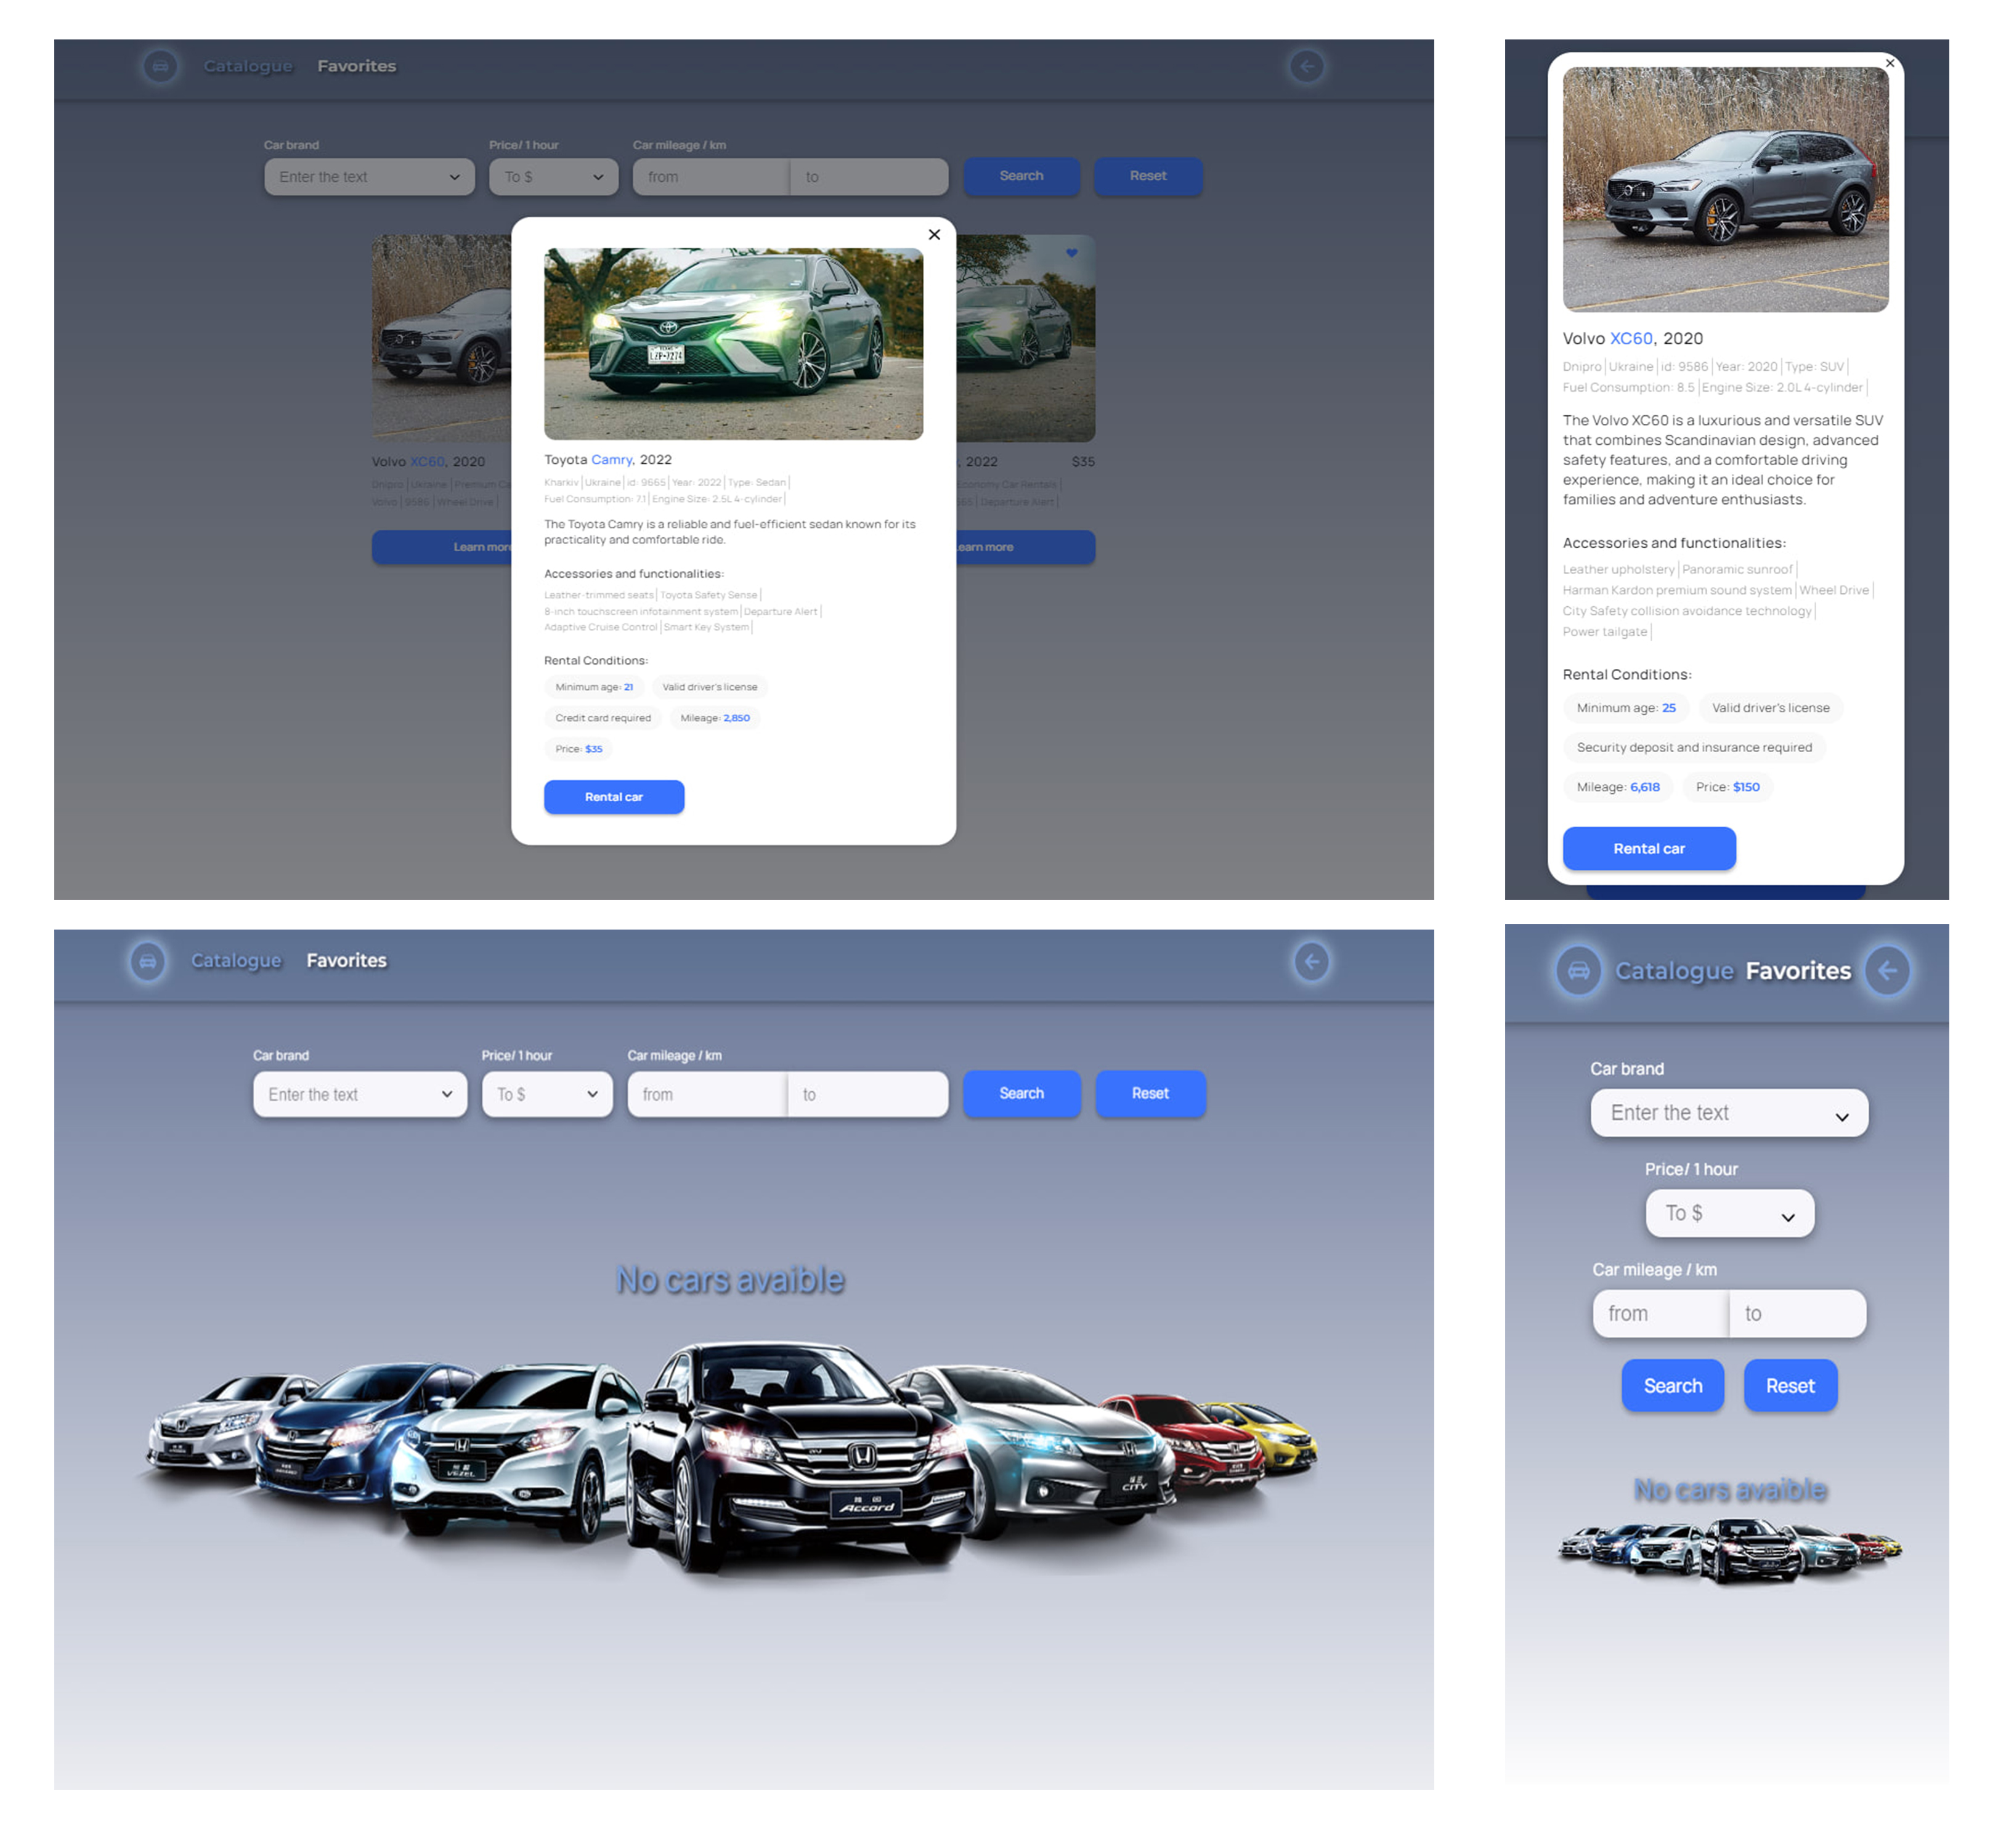 Catalogue Favorites
Car brand Price/ 1 hour Car mileage / km
Enter the text To $ from to Search Reset
Volvo XC60, 2020
Dnipro Ukraine Premium
Volvo 9586 Wheel Drive
Learn more
, 2022 $35
Economy Car Rentals
Departure Alert
Learn more
Toyota Camry, 2022
Kharkiv Ukraine id: 9665 Year: 2022 Type: Sedan
Fuel Consumption: 7.1 Engine Size: 2.5L 4-cylinder
The Toyota Camry is a reliable and fuel-efficient sedan known for its
practicality and comfortable ride.
Accessories and functionalities:
Leather-trimmed seats Toyota Safety Sense
8-inch touchscreen infotainment system Departure Alert
Adaptive Cruise Control Smart Key System
Rental Conditions:
Minimum age: 21 Valid driver's license
Credit card required Mileage: 2,850
Price: $35
Rental car
Volvo XC60, 2020
Dnipro Ukraine id: 9586 Year: 2020 Type: SUV
Fuel Consumption: 8.5 Engine Size: 2.0L 4-cylinder
The Volvo XC60 is a luxurious and versatile SUV
that combines Scandinavian design, advanced
safety features, and a comfortable driving
experience, making it an ideal choice for
families and adventure enthusiasts.
Accessories and functionalities:
Leather upholstery Panoramic sunroof
Harman Kardon premium sound system Wheel Drive
City Safety collision avoidance technology
Power tailgate
Rental Conditions:
Minimum age: 25 Valid driver's license
Security deposit and insurance required
Mileage: 6,618 Price: $150
Rental car
Catalogue Favorites
Car brand Price/ 1 hour Car mileage / km
Enter the text To $ from to Search Reset
No cars avaible
VEZEL
Accord
CITY
Catalogue Favorites
Car brand
Enter the text
Price/ 1 hour
To $
Car mileage / km
from to
Search Reset
No cars avaible